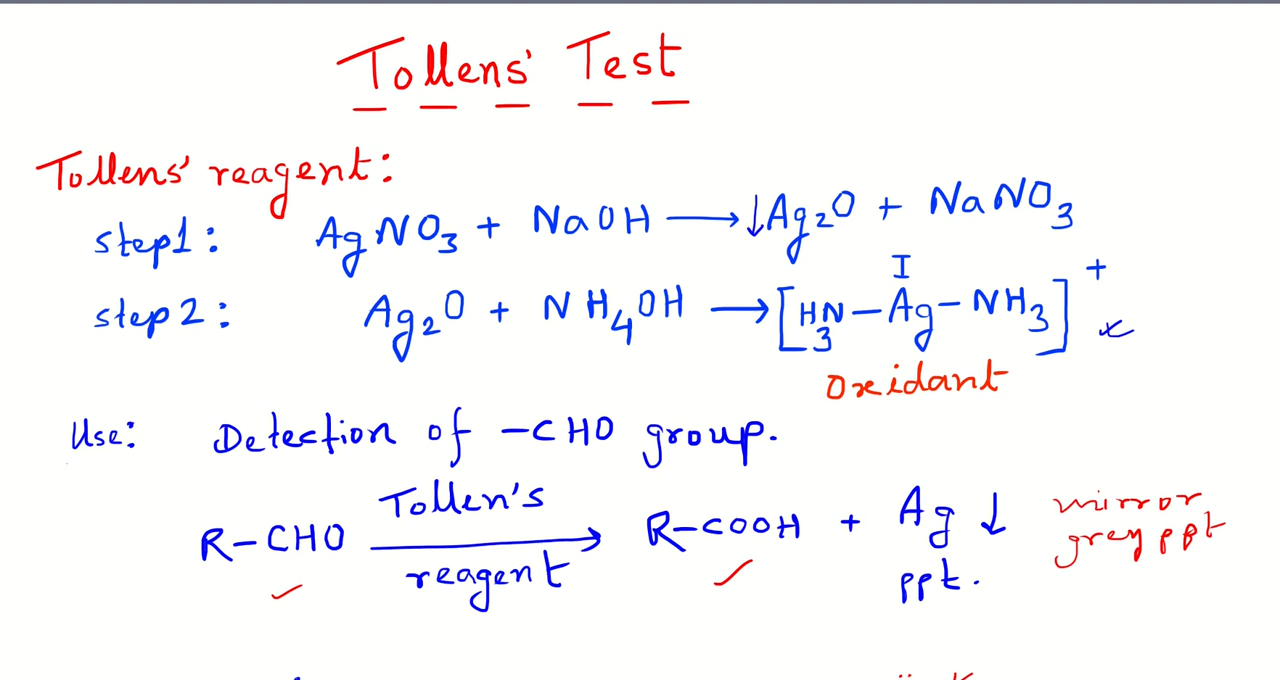 Tollens' Test
Tollens' reagent:
step1: AgNO3 + NaOH → ↓Ag2O + NaNO3
step2: Ag2O + NH4OH → [H3N-Ag-NH3]+
I
Oxidant
Use: Detection of -CHO group.
R-CHO Tollen's reagent → R-COOH + Ag ↓ ppt.
mirror
grey ppt